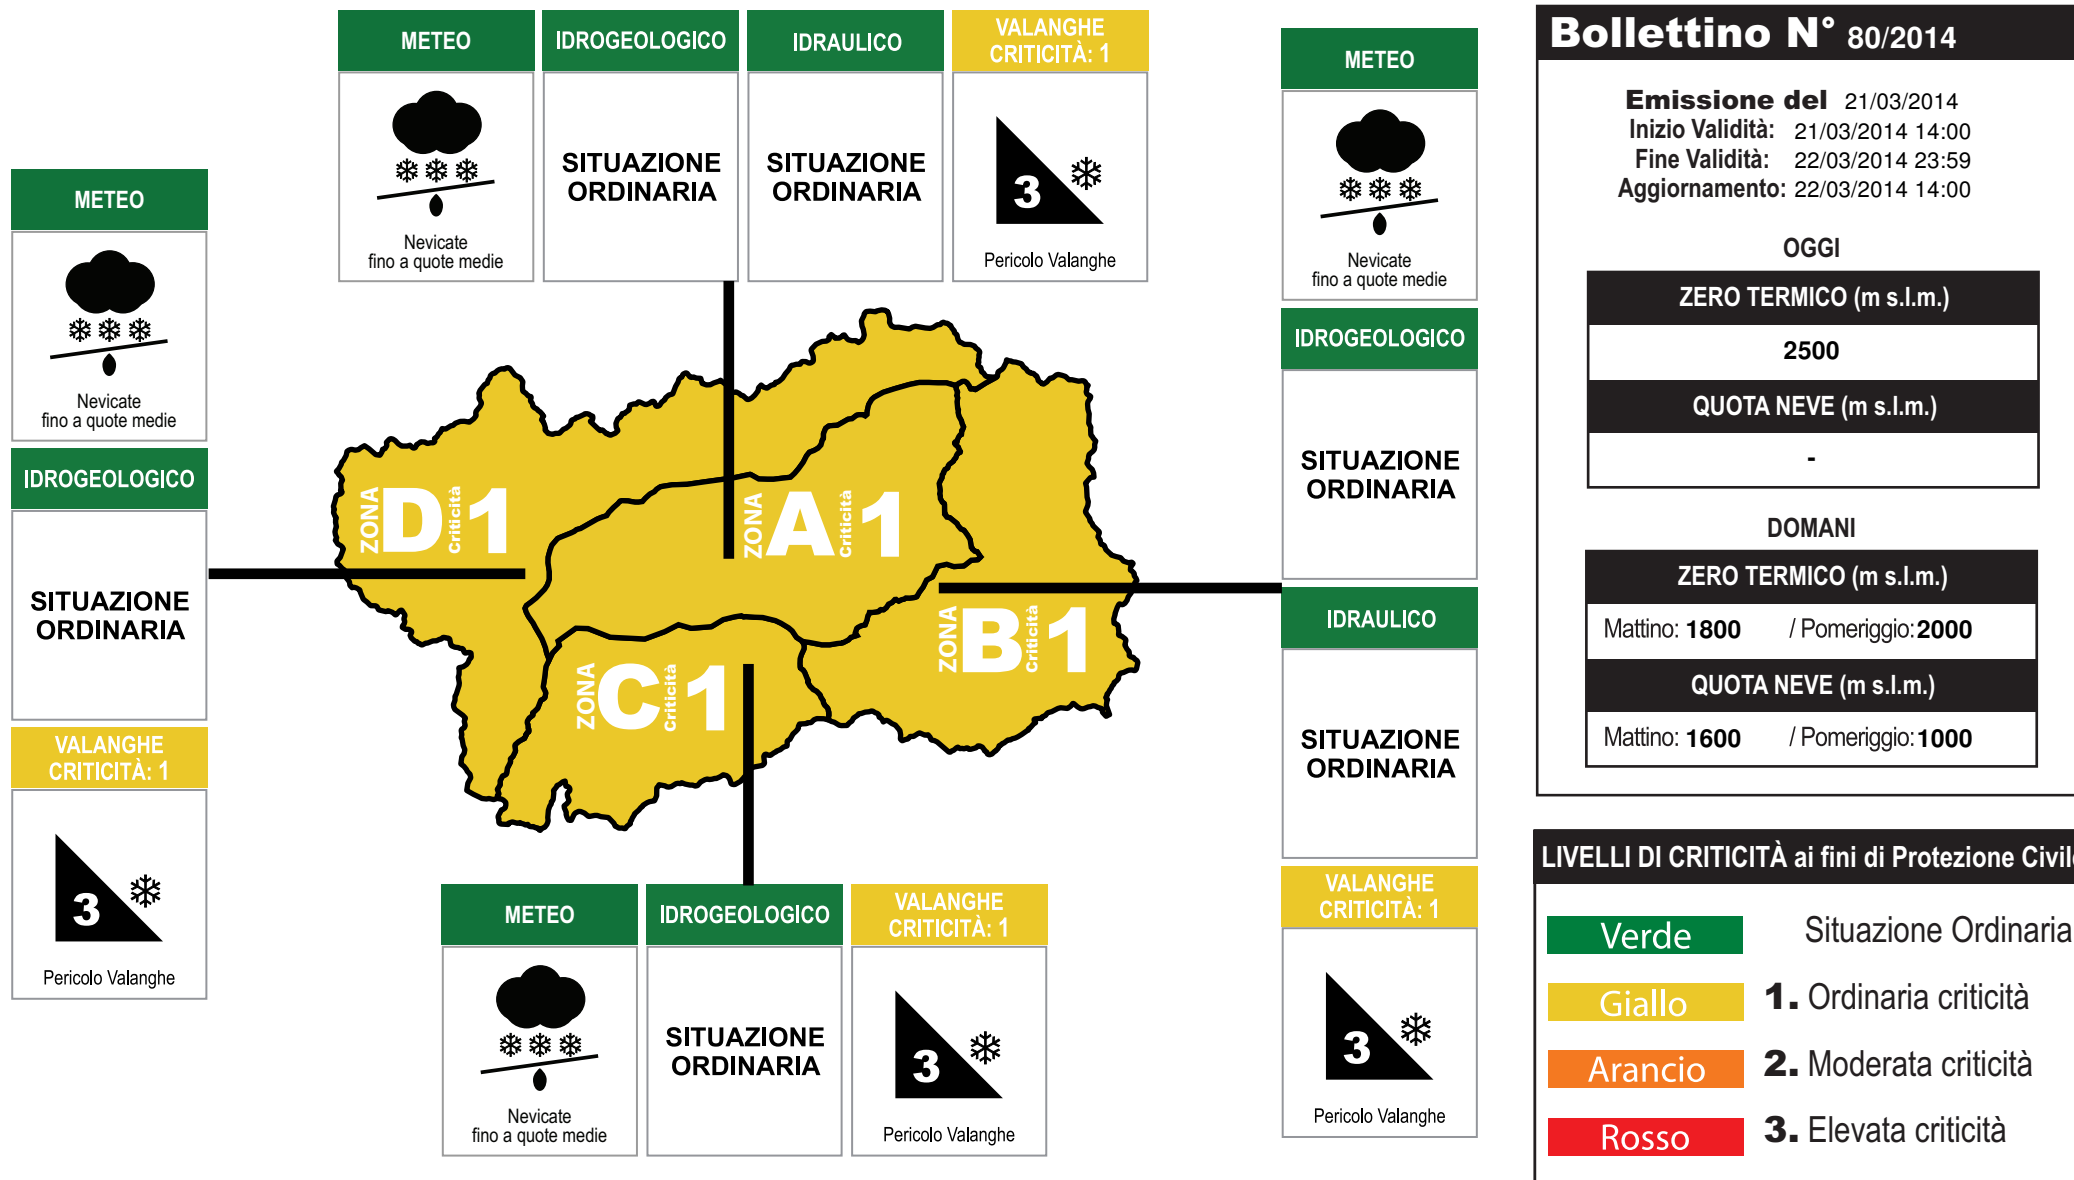 METEO
Nevicate
fino a quote medie
IDROGEOLOGICO
SITUAZIONE
ORDINARIA
VALANGHE
CRITICITÀ: 1
3
Pericolo Valanghe
METEO
Nevicate
fino a quote medie
IDROGEOLOGICO
SITUAZIONE
ORDINARIA
IDRAULICO
SITUAZIONE
ORDINARIA
VALANGHE
CRITICITÀ: 1
3
Pericolo Valanghe
ZONA D Criticità 1
ZONA A Criticità 1
ZONA B Criticità 1
ZONA C Criticità 1
METEO
Nevicate
fino a quote medie
IDROGEOLOGICO
SITUAZIONE
ORDINARIA
VALANGHE
CRITICITÀ: 1
3
Pericolo Valanghe
METEO
Nevicate
fino a quote medie
IDROGEOLOGICO
SITUAZIONE
ORDINARIA
IDRAULICO
SITUAZIONE
ORDINARIA
VALANGHE
CRITICITÀ: 1
3
Pericolo Valanghe
Bollettino N° 80/2014
Emissione del 21/03/2014
Inizio Validità: 21/03/2014 14:00
Fine Validità: 22/03/2014 23:59
Aggiornamento: 22/03/2014 14:00
OGGI
ZERO TERMICO (m s.l.m.)
2500
QUOTA NEVE (m s.l.m.)
-
DOMANI
ZERO TERMICO (m s.l.m.)
Mattino: 1800 / Pomeriggio: 2000
QUOTA NEVE (m s.l.m.)
Mattino: 1600 / Pomeriggio: 1000
LIVELLI DI CRITICITÀ ai fini di Protezione Civile
Verde Situazione Ordinaria
Giallo 1. Ordinaria criticità
Arancio 2. Moderata criticità
Rosso 3. Elevata criticità